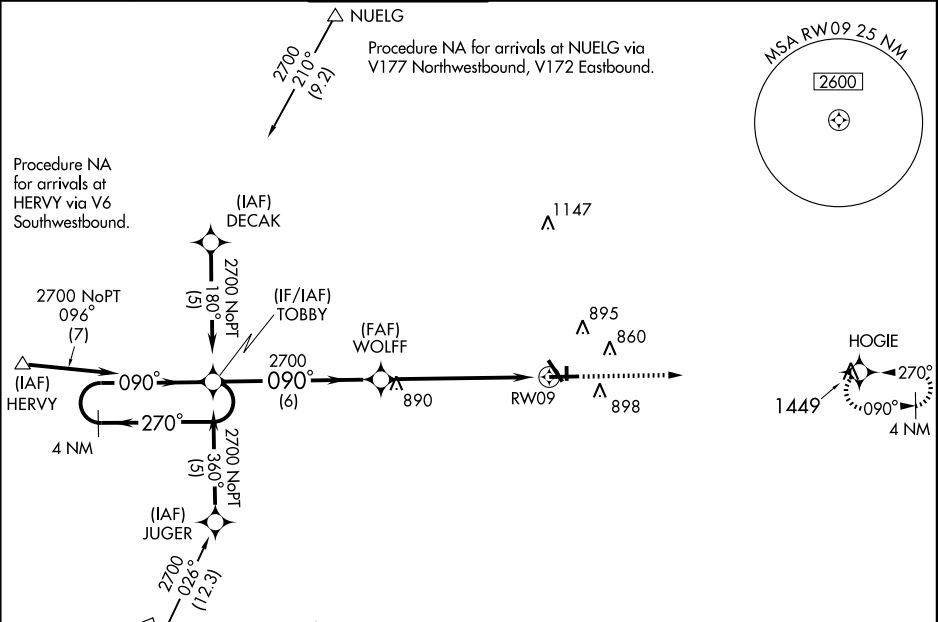 NUELG
Procedure NA for arrivals at NUELG via
V177 Northwestbound, V172 Eastbound.
2700
210°
(9.2)
MSA RW09 25 NM
2600
Procedure NA
for arrivals at
HERVY via V6
Southwestbound.
(IAF)
DECAK
1147
2700 NoPT
180°
(5)
2700 NoPT
096°
(7)
(IF/IAF)
TOBBY
(FAF)
WOLFF
895
860
HOGIE
(IAF)
HERVY
090°
2700
090°
(6)
890
RW09
898
270°
1449
090°
4 NM
270°
4 NM
2700 NoPT
360°
(5)
(IAF)
JUGER
2700
026°
(12.3)